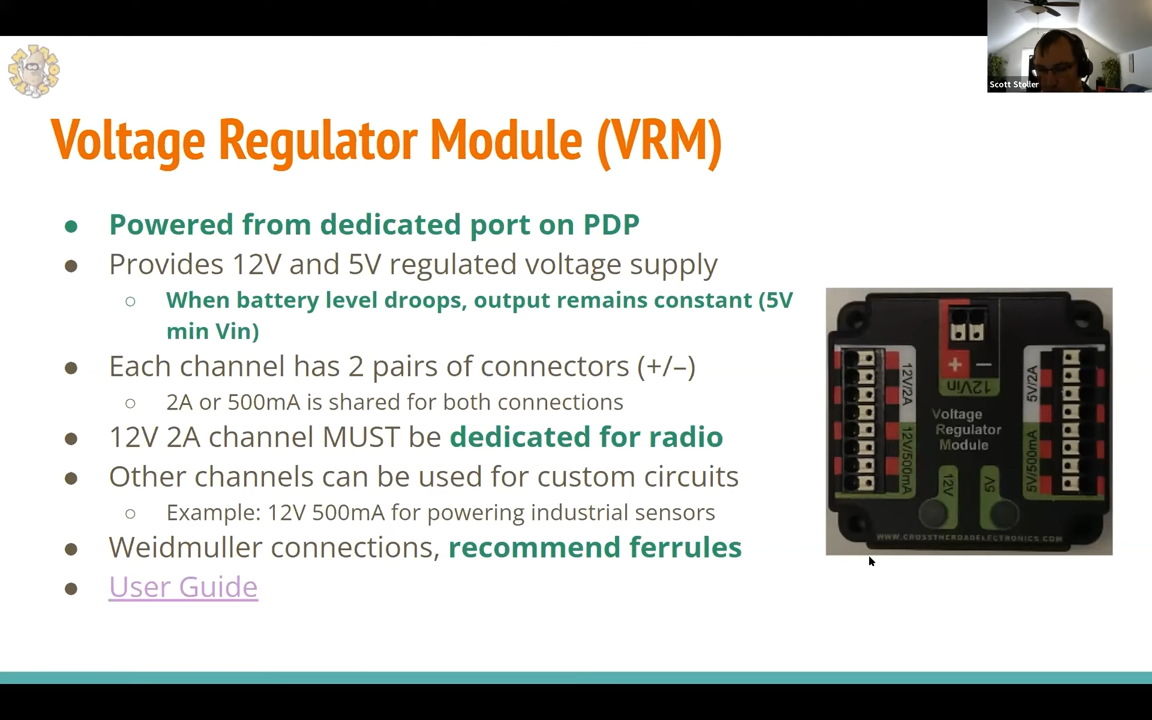 Scott Stoller
Voltage Regulator Module (VRM)
● Powered from dedicated port on PDP
● Provides 12V and 5V regulated voltage supply
○ When battery level droops, output remains constant (5V
min Vin)
● Each channel has 2 pairs of connectors (+/–)
○ 2A or 500mA is shared for both connections
● 12V 2A channel MUST be dedicated for radio
● Other channels can be used for custom circuits
○ Example: 12V 500mA for powering industrial sensors
● Weidmuller connections, recommend ferrules
● User Guide
+ –
12Vin
12V/2A
5V/2A
Voltage
Regulator
Module
12V/500mA
5V/500mA
12V
5V
WWW.CROSSTHEROADELECTRONICS.COM